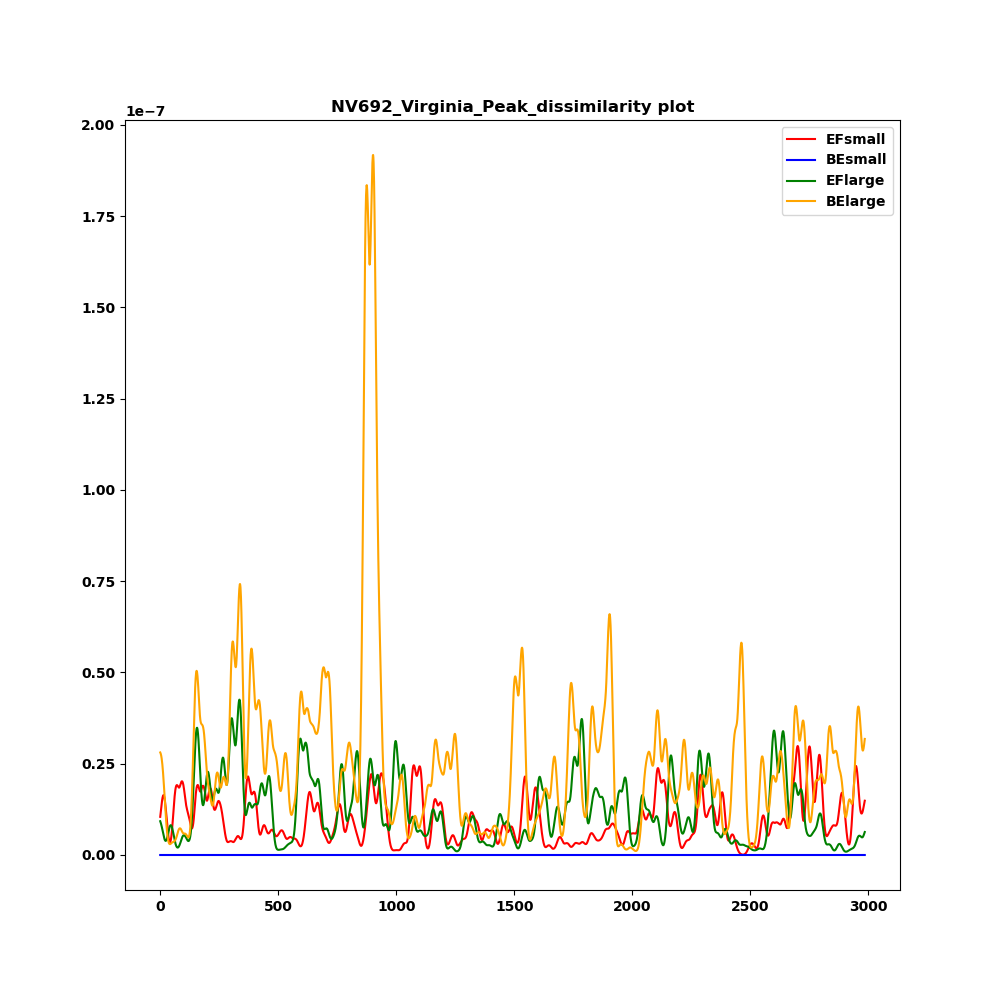 NV692_Virginia_Peak_dissimilarity plot
1e−7
2.00
1.75
1.50
1.25
1.00
0.75
0.50
0.25
0.00
0 500 1000 1500 2000 2500 3000
EFsmall
BEsmall
EFlarge
BElarge